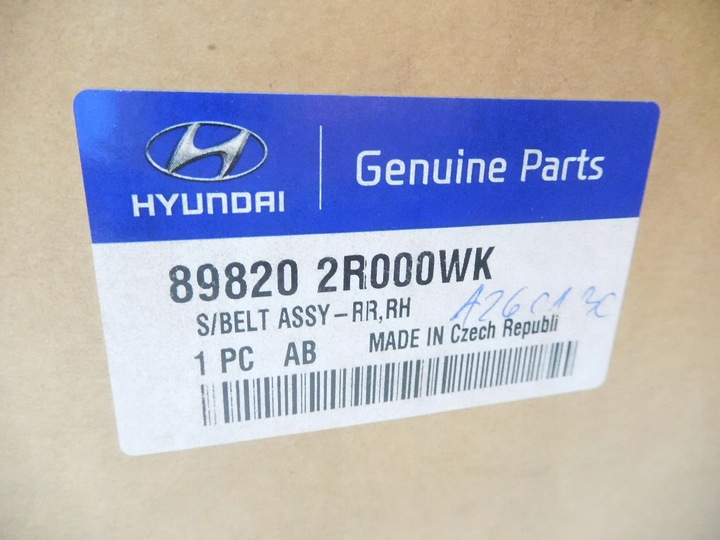 HYUNDAI
Genuine Parts
89820 2R000WK
S/BELT ASSY-RR,RH
1 PC AB MADE IN Czech Republi